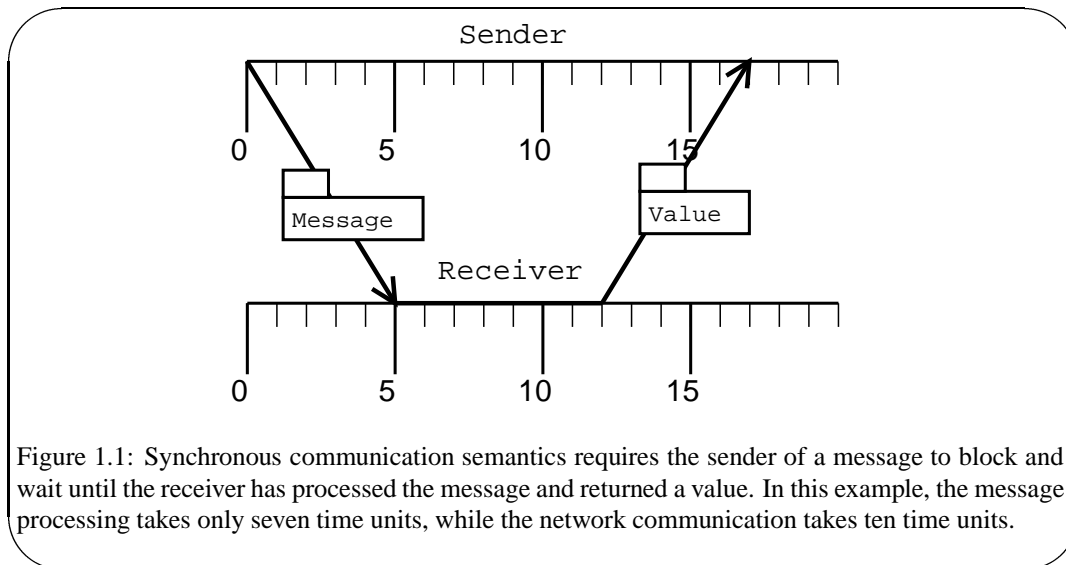 Sender
0 5 10 15
Message
Value
Receiver
0 5 10 15
Figure 1.1: Synchronous communication semantics requires the sender of a message to block and
wait until the receiver has processed the message and returned a value. In this example, the message
processing takes only seven time units, while the network communication takes ten time units.